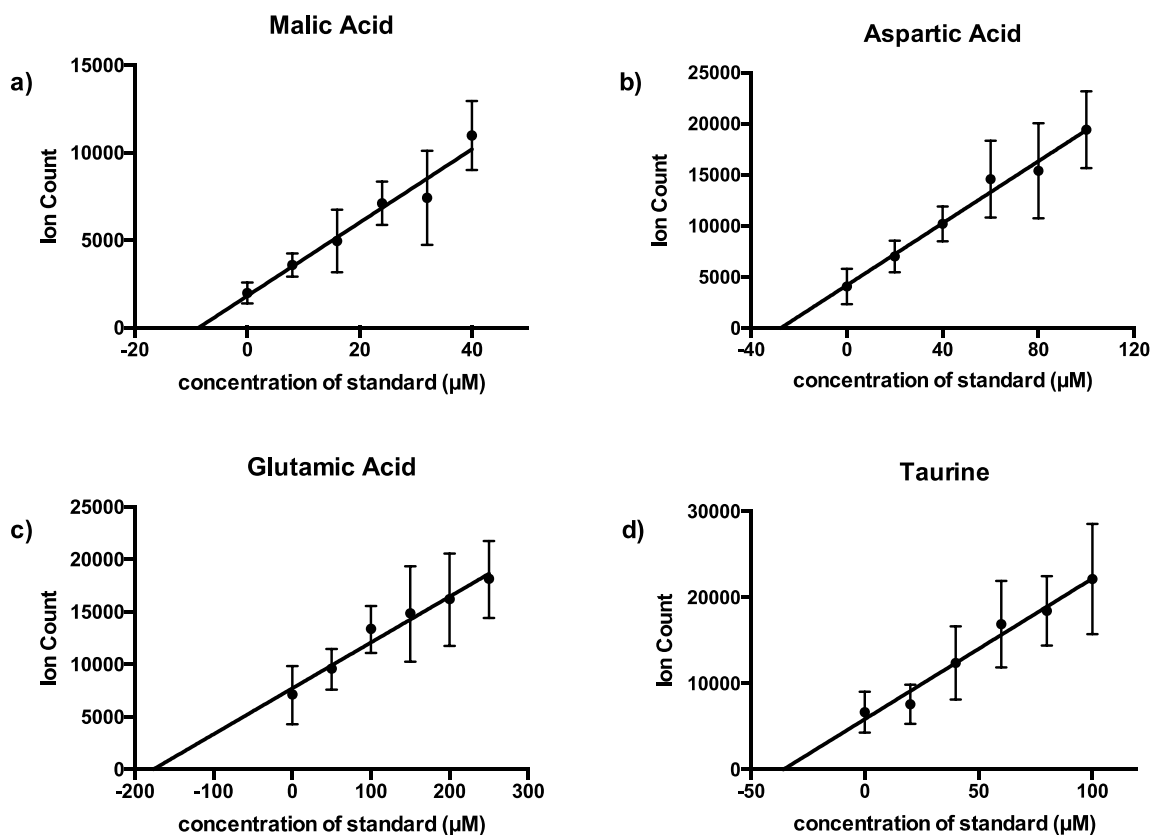 Malic Acid
a)
15000
10000
5000
0
Ion Count
-20 0 20 40
concentration of standard (µM)
Aspartic Acid
b)
25000
20000
15000
10000
5000
0
Ion Count
-40 0 40 80 120
concentration of standard (µM)
Glutamic Acid
c)
25000
20000
15000
10000
5000
0
Ion Count
-200 -100 0 100 200 300
concentration of standard (µM)
Taurine
d)
30000
20000
10000
0
Ion Count
-50 0 50 100
concentration of standard (µM)